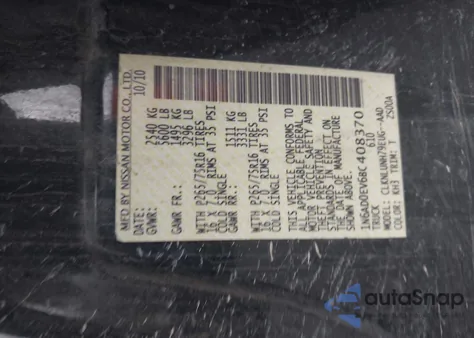 MFD BY NISSAN MOTOR CO., LTD.
DATE: 10/10
GVWR: 2540 KG
5600 LB
GAWR FR.: 1495 KG
3296 LB
WITH P265/75R16 TIRES
16 X 7.0 RIMS AT 35 PSI
COLD SINGLE
GAWR RR.: 1511 KG
3331 LB
WITH P265/75R16 TIRES
16 X 7.0 RIMS AT 35 PSI
COLD SINGLE
THIS VEHICLE CONFORMS TO
ALL APPLICABLE FEDERAL
MOTOR VEHICLE SAFETY AND
THEFT PREVENTION
STANDARDS IN EFFECT ON
THE DATE OF MANUFACTURE
SHOWN ABOVE.
1N6AD0EV6BC408370
TRUCK 610
MODEL:
COLOR: KH3 TRIM: T
autoSnap